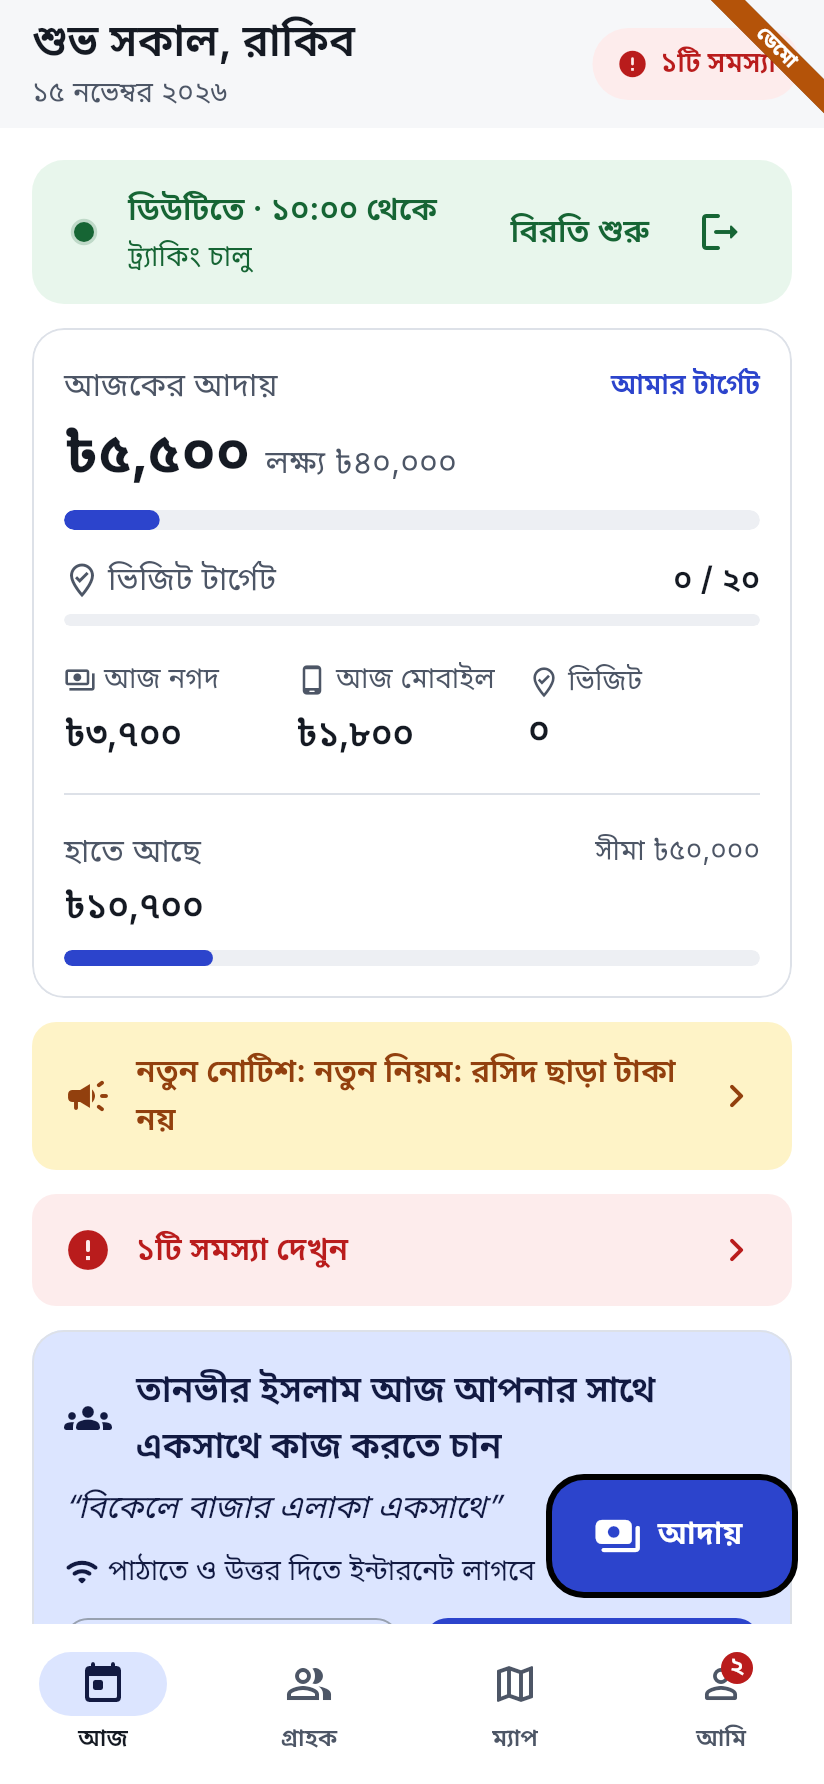 শুভ সকাল, রাকিব
১৫ নভেম্বর ২০২৬
১টি সমস্যা
ডেমো
ডিউটিতে · ১০:০০ থেকে
ট্র্যাকিং চালু
বিরতি শুরু
আজকের আদায়
আমার টার্গেট
৳৫,৫০০ লক্ষ্য ৳৪০,০০০
ভিজিট টার্গেট
০ / ২০
আজ নগদ
৳৩,৭০০
আজ মোবাইল
৳১,৮০০
ভিজিট
০
হাতে আছে
সীমা ৳৫০,০০০
৳১০,৭০০
নতুন নোটিশ: নতুন নিয়ম: রসিদ ছাড়া টাকা
নয়
১টি সমস্যা দেখুন
তানভীর ইসলাম আজ আপনার সাথে
একসাথে কাজ করতে চান
“বিকেলে বাজার এলাকা একসাথে”
পাঠাতে ও উত্তর দিতে ইন্টারনেট লাগবে
আদায়
আজ
গ্রাহক
ম্যাপ
২
আমি